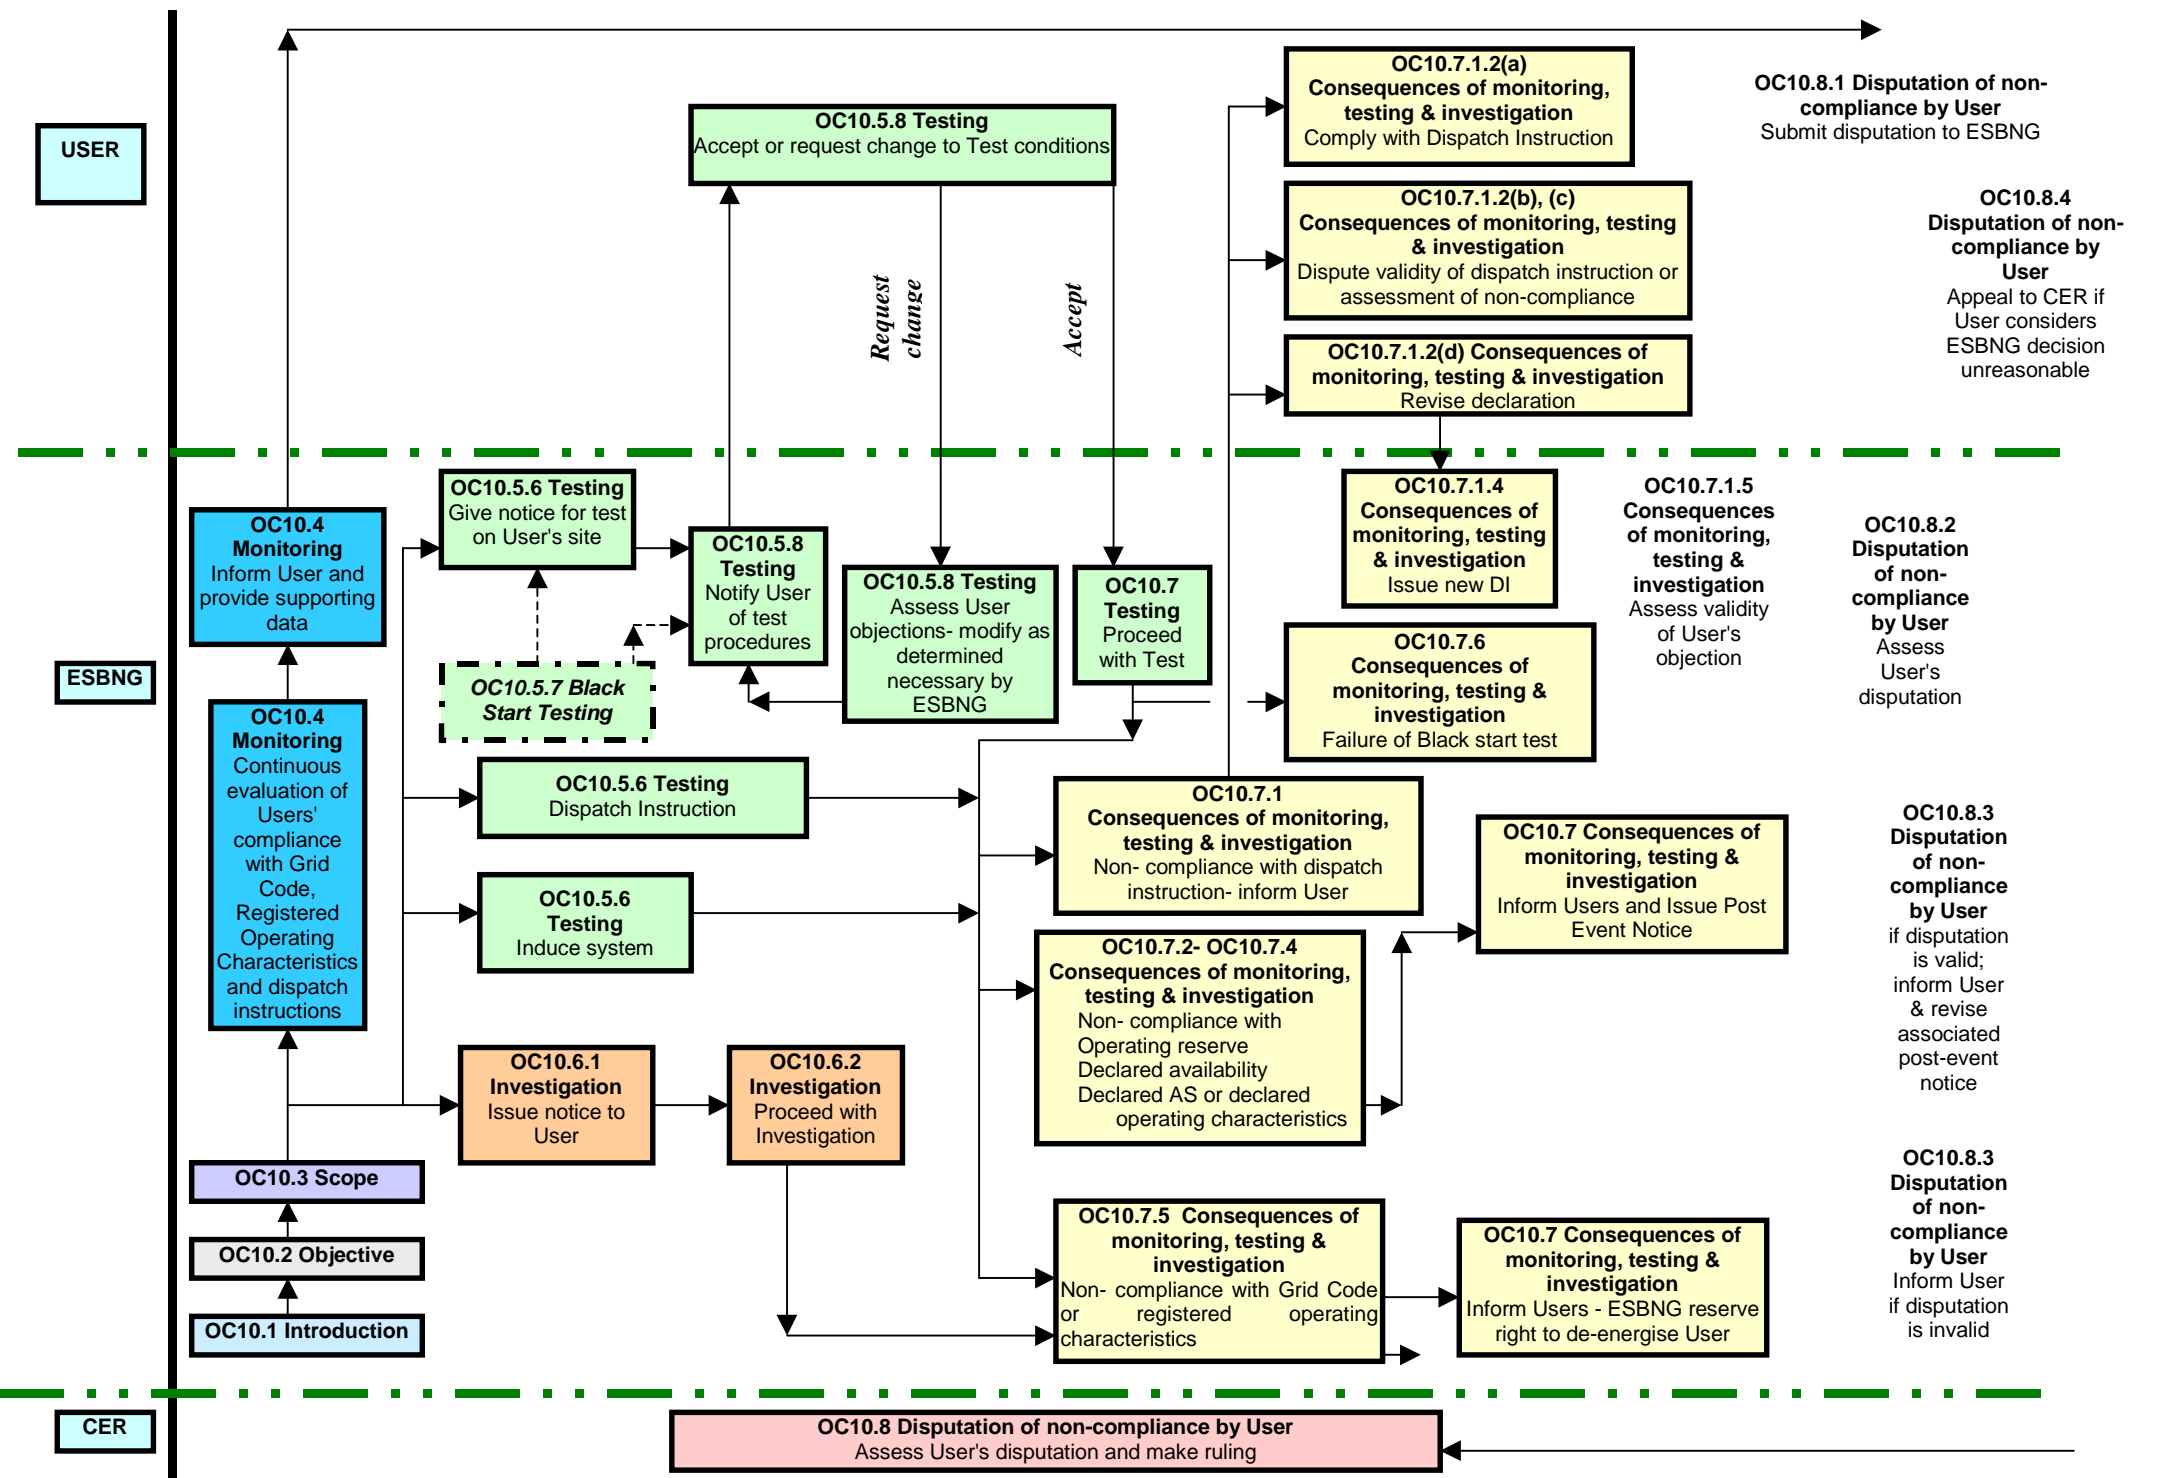 USER
OC10.5.8 Testing
Accept or request change to Test conditions
OC10.7.1.2(a)
Consequences of monitoring,
testing & investigation
Comply with Dispatch Instruction
OC10.8.1 Disputation of non-
compliance by User
Submit disputation to ESBNG
OC10.7.1.2(b), (c)
Consequences of monitoring, testing
& investigation
Dispute validity of dispatch instruction or
assessment of non-compliance
OC10.8.4
Disputation of non-
compliance by
User
Appeal to CER if
User considers
ESBNG decision
unreasonable
Request
change
Accept
OC10.7.1.2(d) Consequences of
monitoring, testing & investigation
Revise declaration
ESBNG
OC10.4
Monitoring
Inform User and
provide supporting
data
OC10.5.6 Testing
Give notice for test
on User's site
OC10.5.8
Testing
Notify User
of test
procedures
OC10.5.8 Testing
Assess User
objections- modify as
determined
necessary by
ESBNG
OC10.7
Testing
Proceed
with Test
OC10.7.1.4
Consequences of
monitoring, testing
& investigation
Issue new DI
OC10.7.1.5
Consequences
of monitoring,
testing &
investigation
Assess validity
of User's
objection
OC10.8.2
Disputation
of non-
compliance
by User
Assess
User's
disputation
OC10.5.7 Black
Start Testing
OC10.7.6
Consequences of
monitoring, testing &
investigation
Failure of Black start test
OC10.4
Monitoring
Continuous
evaluation of
Users'
compliance
with Grid
Code,
Registered
Operating
Characteristics
and dispatch
instructions
OC10.5.6 Testing
Dispatch Instruction
OC10.5.6
Testing
Induce system
OC10.7.1
Consequences of monitoring,
testing & investigation
Non- compliance with dispatch
instruction- inform User
OC10.7 Consequences of
monitoring, testing &
investigation
Inform Users and Issue Post
Event Notice
OC10.8.3
Disputation
of non-
compliance
by User
if disputation
is valid;
inform User
& revise
associated
post-event
notice
OC10.7.2- OC10.7.4
Consequences of monitoring,
testing & investigation
Non- compliance with
Operating reserve
Declared availability
Declared AS or declared
operating characteristics
OC10.6.1
Investigation
Issue notice to
User
OC10.6.2
Investigation
Proceed with
Investigation
OC10.3 Scope
OC10.2 Objective
OC10.1 Introduction
OC10.7.5 Consequences of
monitoring, testing &
investigation
Non- compliance with Grid Code
or registered operating
characteristics
OC10.7 Consequences of
monitoring, testing &
investigation
Inform Users - ESBNG reserve
right to de-energise User
OC10.8.3
Disputation
of non-
compliance
by User
Inform User
if disputation
is invalid
CER
OC10.8 Disputation of non-compliance by User
Assess User's disputation and make ruling